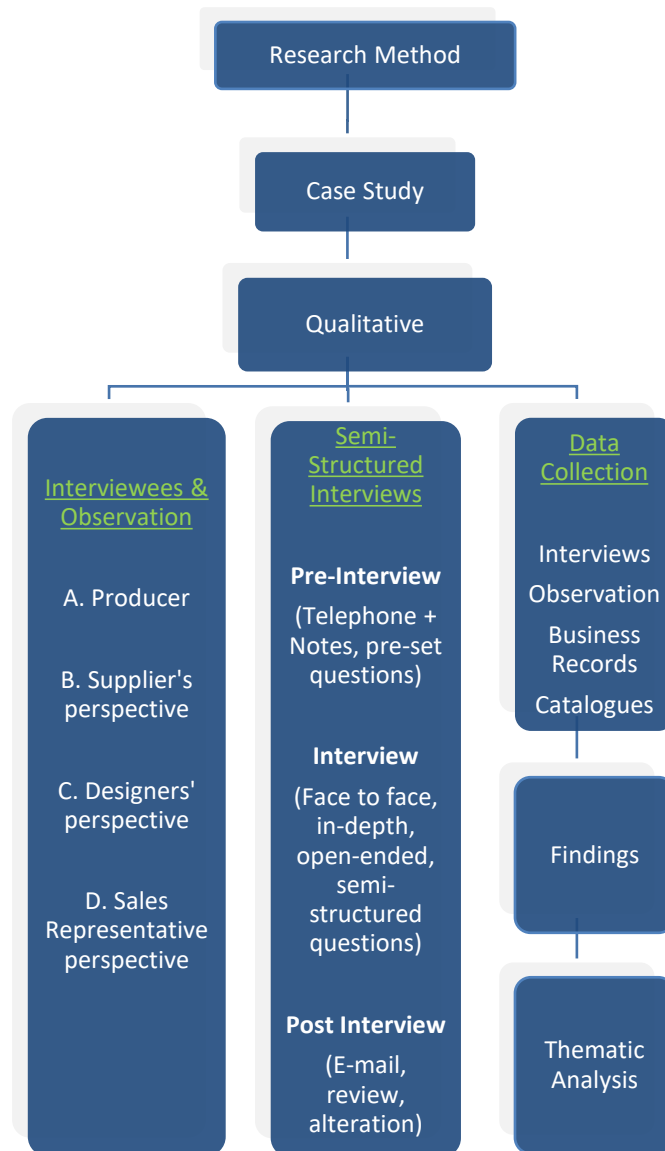 Research Method
Case Study
Qualitative
Interviewees &
Observation
A. Producer
B. Supplier's
perspective
C. Designers'
perspective
D. Sales
Representative
perspective
Semi-
Structured
Interviews
Pre-Interview
(Telephone +
Notes, pre-set
questions)
Interview
(Face to face,
in-depth,
open-ended,
semi-
structured
questions)
Post Interview
(E-mail,
review,
alteration)
Data
Collection
Interviews
Observation
Business
Records
Catalogues
Findings
Thematic
Analysis